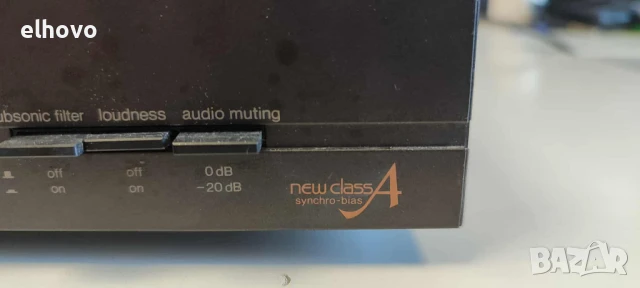 elhovo
ubsonic filter loudness audio muting
off off 0 dB
on on -20 dB
new class A
synchro-bias
BAZAR